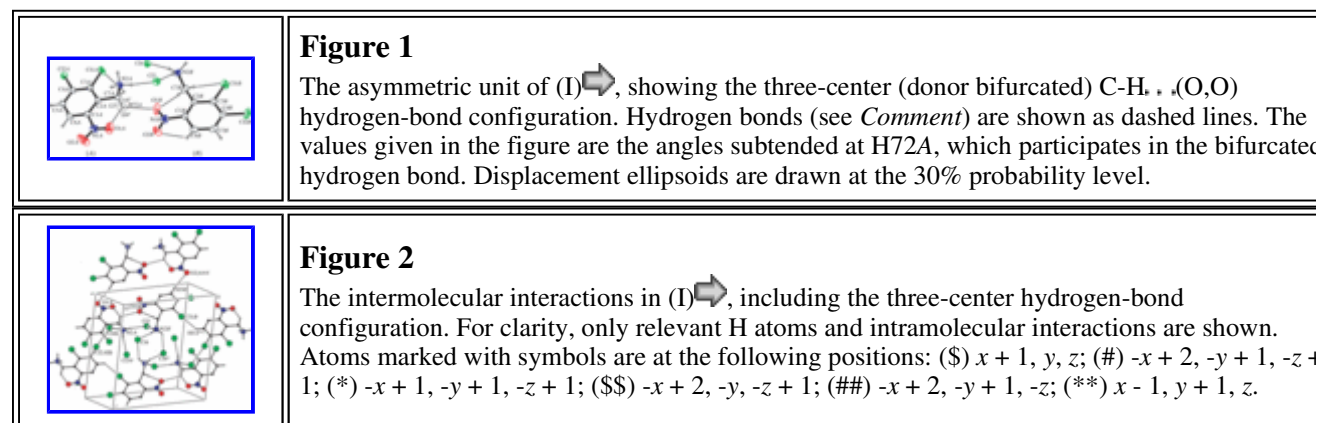 Figure 1
The asymmetric unit of (I), showing the three-center (donor bifurcated) C-H...(O,O)
hydrogen-bond configuration. Hydrogen bonds (see Comment) are shown as dashed lines. The
values given in the figure are the angles subtended at H72A, which participates in the bifurcated
hydrogen bond. Displacement ellipsoids are drawn at the 30% probability level.
Figure 2
The intermolecular interactions in (I), including the three-center hydrogen-bond
configuration. For clarity, only relevant H atoms and intramolecular interactions are shown.
Atoms marked with symbols are at the following positions: ($) x + 1, y, z; (#) -x + 2, -y + 1, -z +
1; (*) -x + 1, -y + 1, -z + 1; ($$) -x + 2, -y, -z + 1; (##) -x + 2, -y + 1, -z; (**) x - 1, y + 1, z.